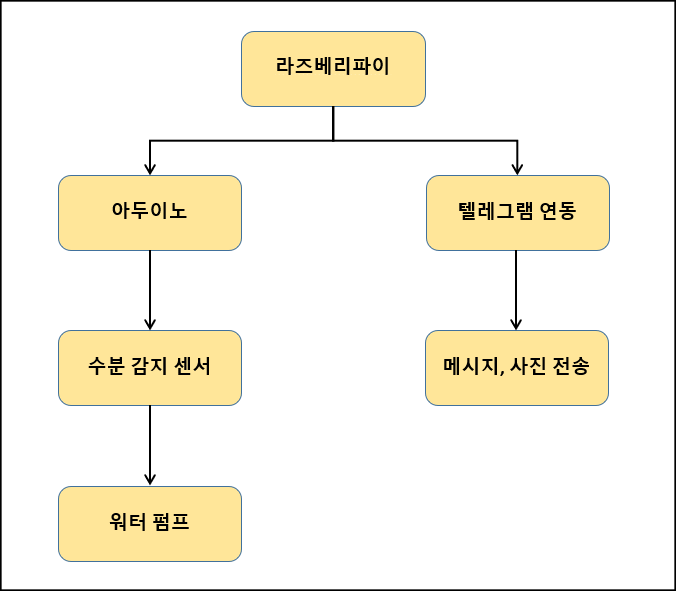 라즈베리파이
아두이노
텔레그램 연동
수분 감지 센서
메시지, 사진 전송
워터 펌프